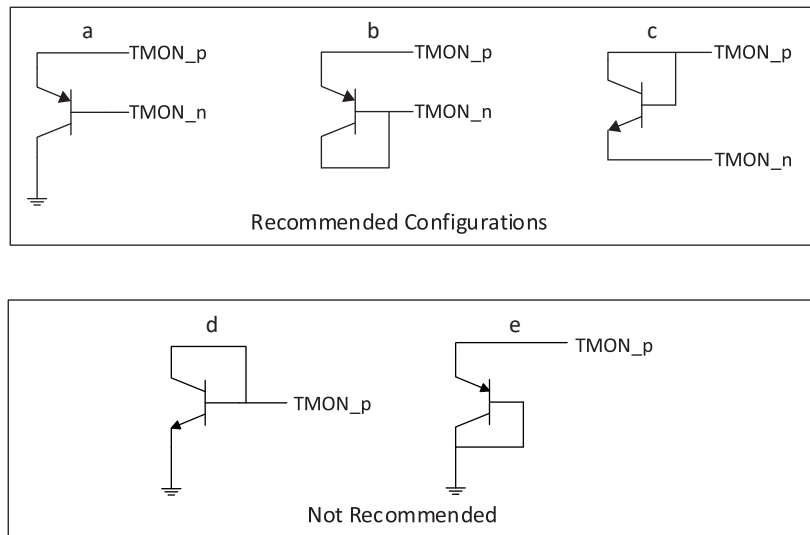 a b c
TMON_p TMON_p TMON_p
TMON_n TMON_n
TMON_n
Recommended Configurations
d e
TMON_p
TMON_p
Not Recommended